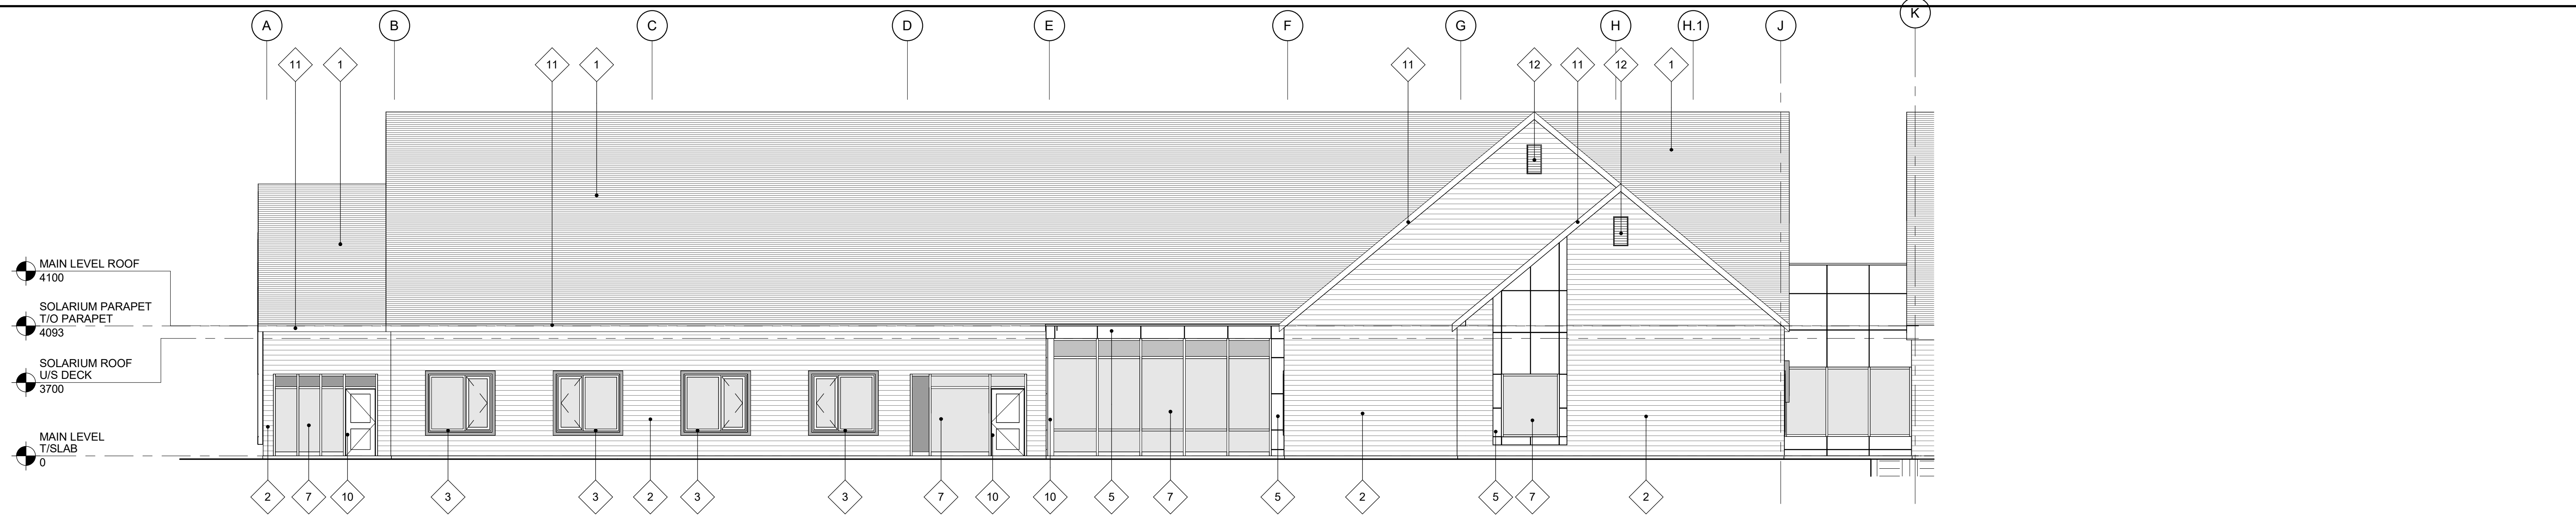 A B C D E F G H H.1 J K
11 1 11 1 11 12 11 12 1
MAIN LEVEL ROOF
4100
SOLARIUM PARAPET
T/O PARAPET
4093
SOLARIUM ROOF
U/S DECK
3700
MAIN LEVEL
T/SLAB
0
2 7 10 3 3 2 3 3 7 10 10 5 7 5 2 5 7 2